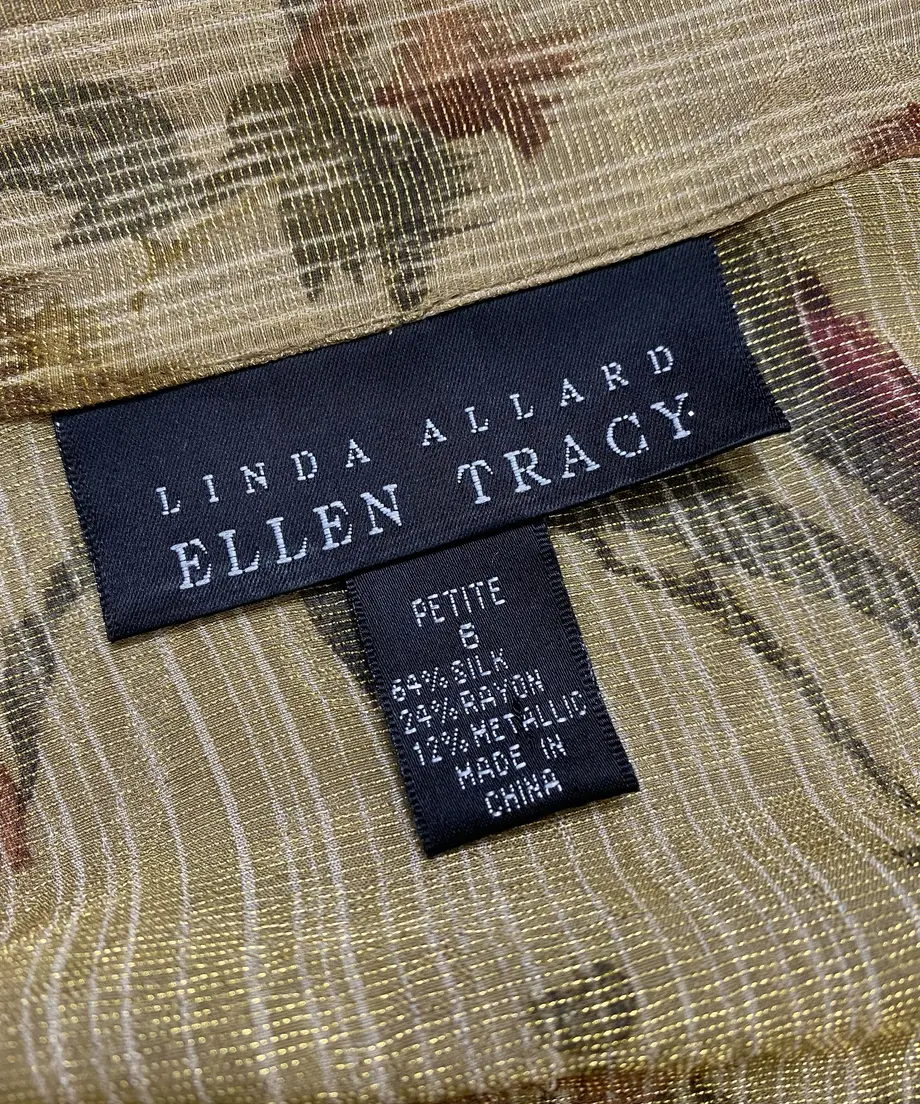 LINDA ALLARD
ELLEN TRACY
PETITE
6
64% SILK
24% RAYON
12% METALLIC
MADE IN
CHINA